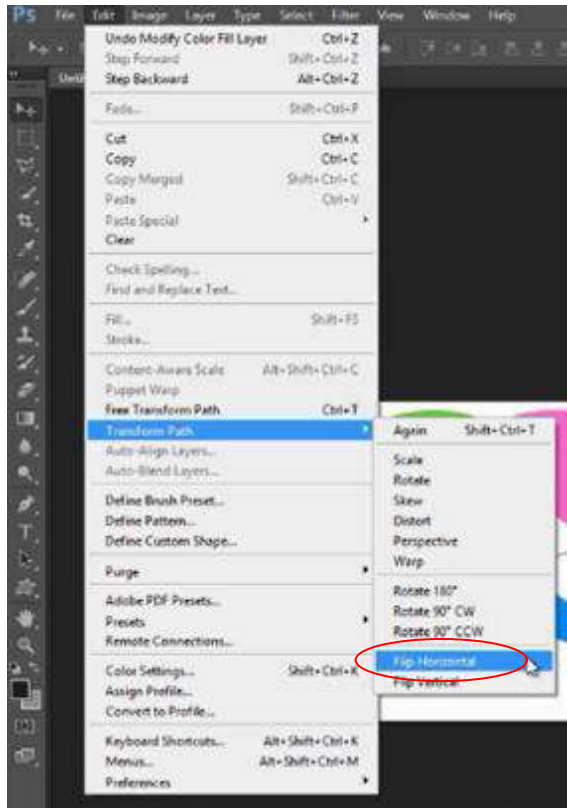 Ps File Edit Image Layer Type Select Filter View Window Help
Undo Modify Color Fill Layer Ctrl+Z
Step Forward Shift+Ctrl+Z
Step Backward Alt+Ctrl+Z
Fade... Shift+Ctrl+F
Cut Ctrl+X
Copy Ctrl+C
Copy Merged Shift+Ctrl+C
Paste Ctrl+V
Paste Special
Clear
Check Spelling...
Find and Replace Text...
Fill... Shift+F5
Stroke...
Content-Aware Scale Alt+Shift+Ctrl+C
Puppet Warp
Free Transform Path Ctrl+T
Transform Path
Auto-Align Layers...
Auto-Blend Layers...
Define Brush Preset...
Define Pattern...
Define Custom Shape...
Purge
Adobe PDF Presets...
Presets
Remote Connections...
Color Settings... Shift+Ctrl+K
Assign Profile...
Convert to Profile...
Keyboard Shortcuts... Alt+Shift+Ctrl+K
Menus... Alt+Shift+Ctrl+M
Preferences
Again Shift+Ctrl+T
Scale
Rotate
Skew
Distort
Perspective
Warp
Rotate 180°
Rotate 90° CW
Rotate 90° CCW
Flip Horizontal
Flip Vertical